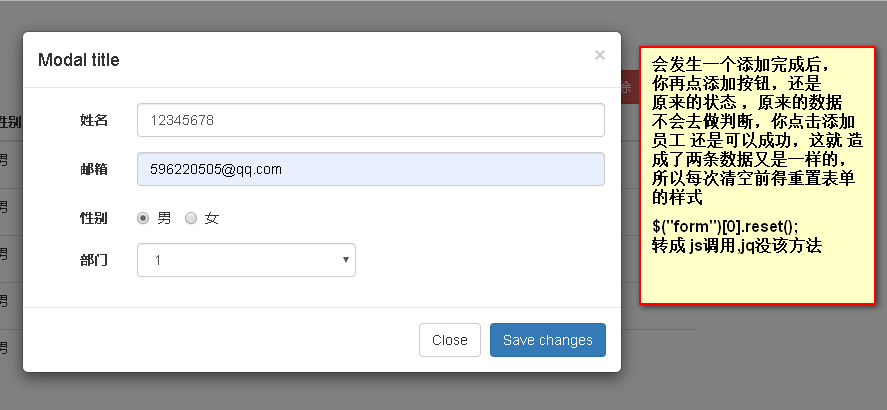 Modal title
×
姓名
12345678
邮箱
596220505@qq.com
性别
男
女
部门
1
Close
Save changes
会发生一个添加完成后，
你再点添加按钮，还是
原来的状态 ，原来的数据
不会去做判断，你点击添加
员工 还是可以成功，这就 造
成了两条数据又是一样的，
所以每次清空前得重置表单
的样式
$("form")[0].reset();
转成 js调用,jq没该方法
性别
男
男
男
男
男
除